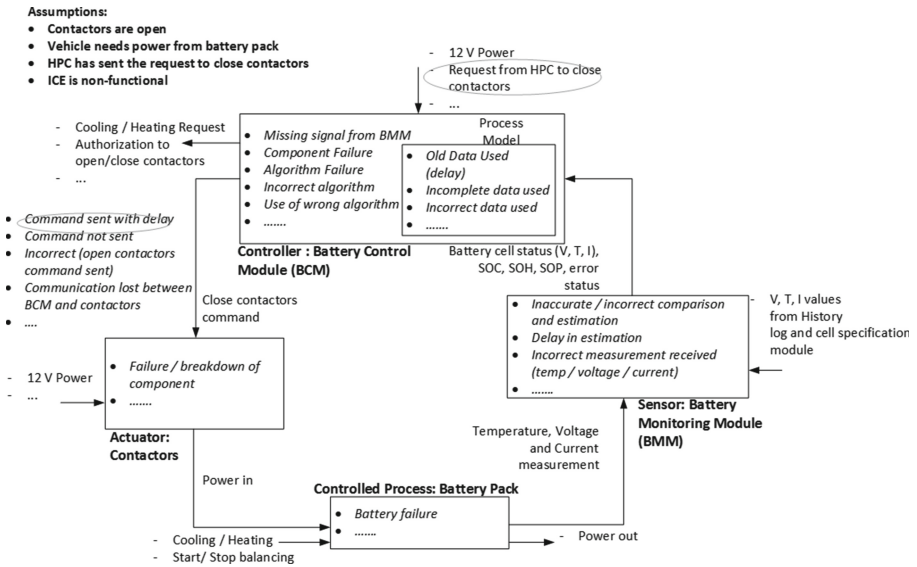 Assumptions:
• Contactors are open
• Vehicle needs power from battery pack
• HPC has sent the request to close contactors
• ICE is non-functional
- 12 V Power
- Request from HPC to close
contactors
- ...
- Cooling / Heating Request
- Authorization to
open/close contactors
- ...
Process
Model
• Missing signal from BMM
• Component Failure
• Algorithm Failure
• Incorrect algorithm
• Use of wrong algorithm
• .......
• Old Data Used
(delay)
• Incomplete data used
• Incorrect data used
• .......
Controller : Battery Control
Module (BCM)
• Command sent with delay
• Command not sent
• Incorrect (open contactors
command sent)
• Communication lost between
BCM and contactors
• ....
Close contactors
command
Battery cell status (V, T, I),
SOC, SOH, SOP, error
status
• Inaccurate / incorrect comparison
and estimation
• Delay in estimation
• Incorrect measurement received
(temp / voltage / current)
• .......
- V, T, I values
from History
log and cell specification
module
Sensor: Battery
Monitoring Module
(BMM)
• Failure / breakdown of
component
• .......
- 12 V Power
- ...
Actuator:
Contactors
Temperature, Voltage
and Current
measurement
Power in
Controlled Process: Battery Pack
• Battery failure
• .......
- Cooling / Heating
- Start/ Stop balancing
- Power out